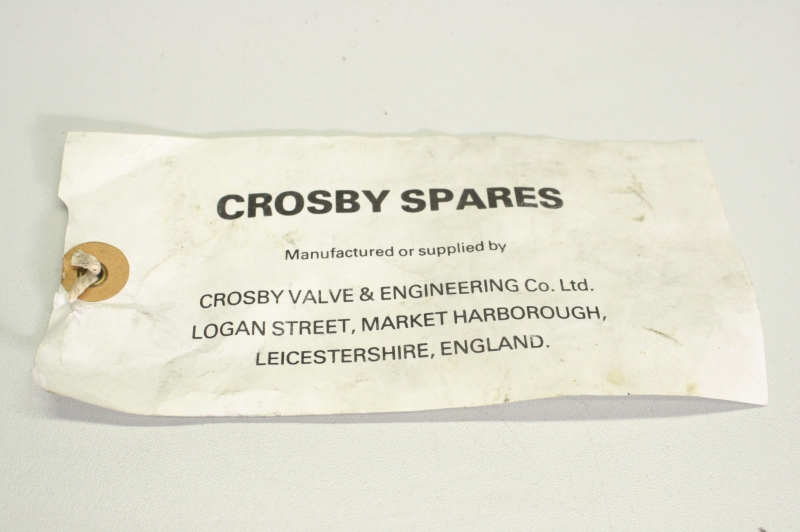 CROSBY SPARES
Manufactured or supplied by
CROSBY VALVE & ENGINEERING Co. Ltd.
LOGAN STREET, MARKET HARBOROUGH,
LEICESTERSHIRE, ENGLAND.